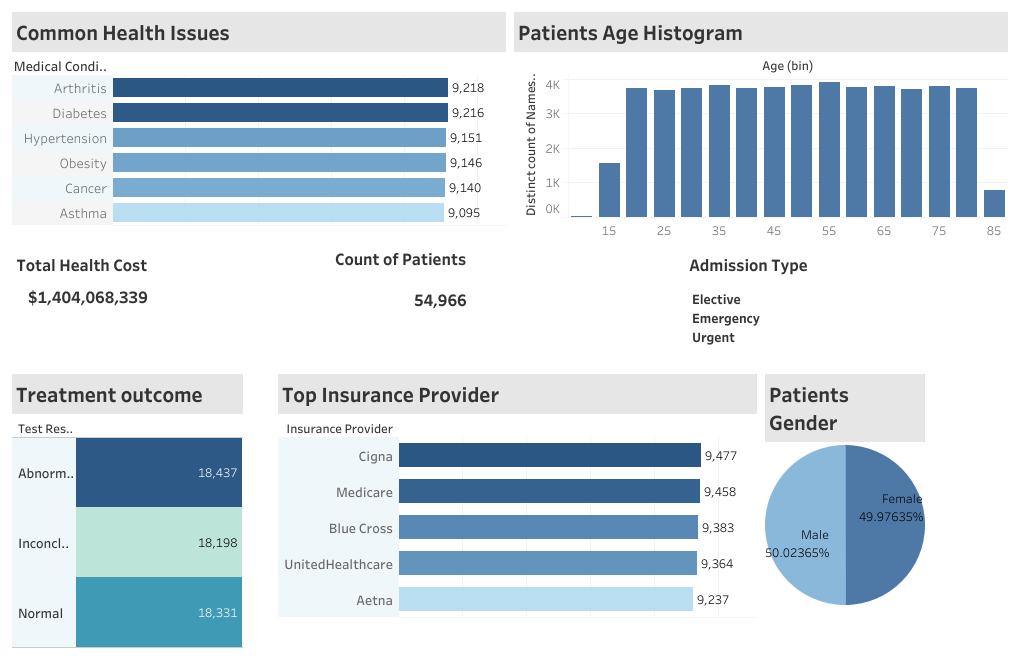 Common Health Issues
Medical Condi..
Arthritis 9,218
Diabetes 9,216
Hypertension 9,151
Obesity 9,146
Cancer 9,140
Asthma 9,095
Patients Age Histogram
Age (bin)
Distinct count of Names..
4K
3K
2K
1K
0K
15 25 35 45 55 65 75 85
Total Health Cost
$1,404,068,339
Count of Patients
54,966
Admission Type
Elective
Emergency
Urgent
Treatment outcome
Test Res..
Abnorm.. 18,437
Inconcl.. 18,198
Normal 18,331
Top Insurance Provider
Insurance Provider
Cigna 9,477
Medicare 9,458
Blue Cross 9,383
UnitedHealthcare 9,364
Aetna 9,237
Patients
Gender
Female
49.97635%
Male
50.02365%